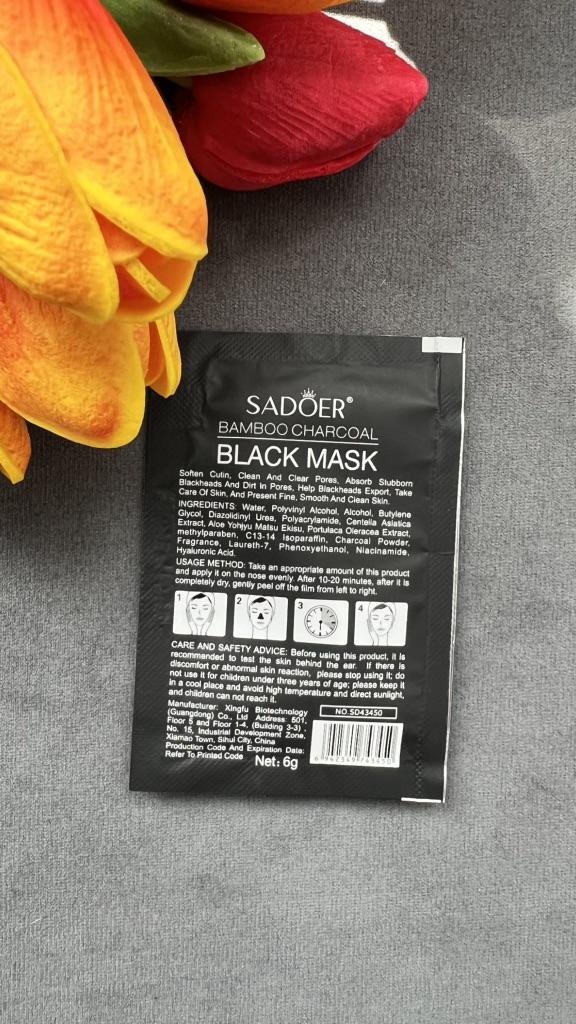 SADOER®
BAMBOO CHARCOAL
BLACK MASK
Soften Cutin, Clean And Clear Pores, Absorb Stubborn
Blackheads And Dirt In Pores, Help Blackheads Export, Take
Care Of Skin, And Present Fine, Smooth And Clean Skin.
INGREDIENTS: Water, Polyvinyl Alcohol, Alcohol, Butylene
Glycol, Diazolidinyl Urea, Polyacrylamide, Centella Asiatica
Extract, Aloe Yohjyu Matsu Ekisu, Portulaca Oleracea Extract,
methylparaben, C13-14 Isoparaffin, Charcoal Powder,
Fragrance, Laureth-7, Phenoxyethanol, Niacinamide,
Hyaluronic Acid.
USAGE METHOD: Take an appropriate amount of this product
and apply it on the nose evenly. After 10-20 minutes, after it is
completely dry, gently peel off the film from left to right.
1 2 3 4
CARE AND SAFETY ADVICE: Before using this product, it is
recommended to test the skin behind the ear. If there is
discomfort or abnormal skin reaction, please stop using it; do
not use it for children under three years of age; please keep it
in a cool place and avoid high temperature and direct sunlight,
and children can not reach it.
Manufacturer: Xingfu Biotechnology
(Guangdong) Co., Ltd Address: 501,
Floor 5 and Floor 1-4, (Building 3-3) ,
No. 15, Industrial Development Zone,
Xiamao Town, Sihui City, China
Production Code And Expiration Date:
Refer To Printed Code
Net: 6g
NO.SD43450
6 942349 743450